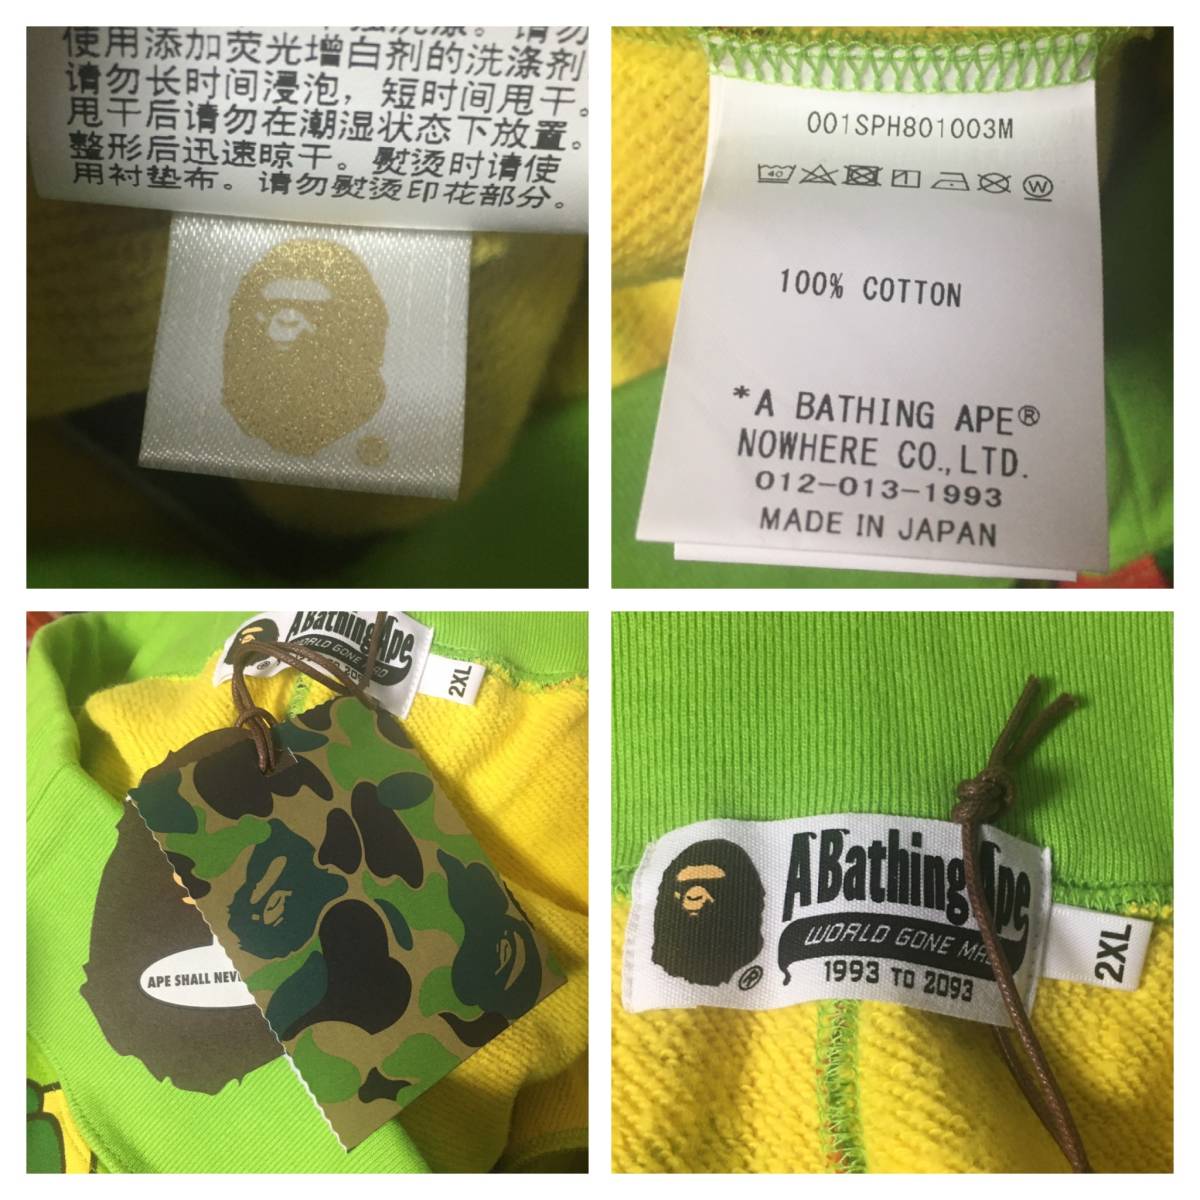 使用添加荧光增白剂的洗涤剂
请勿长时间浸泡，短时间甩干。
甩干后请勿在潮湿状态下放置。
整形后迅速晾干。熨烫时请使
用衬垫布。请勿熨烫印花部分。
®
001SPH801003M
40
1
W
100% COTTON
*A BATHING APE®
NOWHERE CO.,LTD.
012-013-1993
MADE IN JAPAN
A Bathing Ape
WORLD GONE MAD
®
2XL
APE SHALL NEV
A Bathing Ape
WORLD GONE MAD
1993 TO 2093
®
2XL